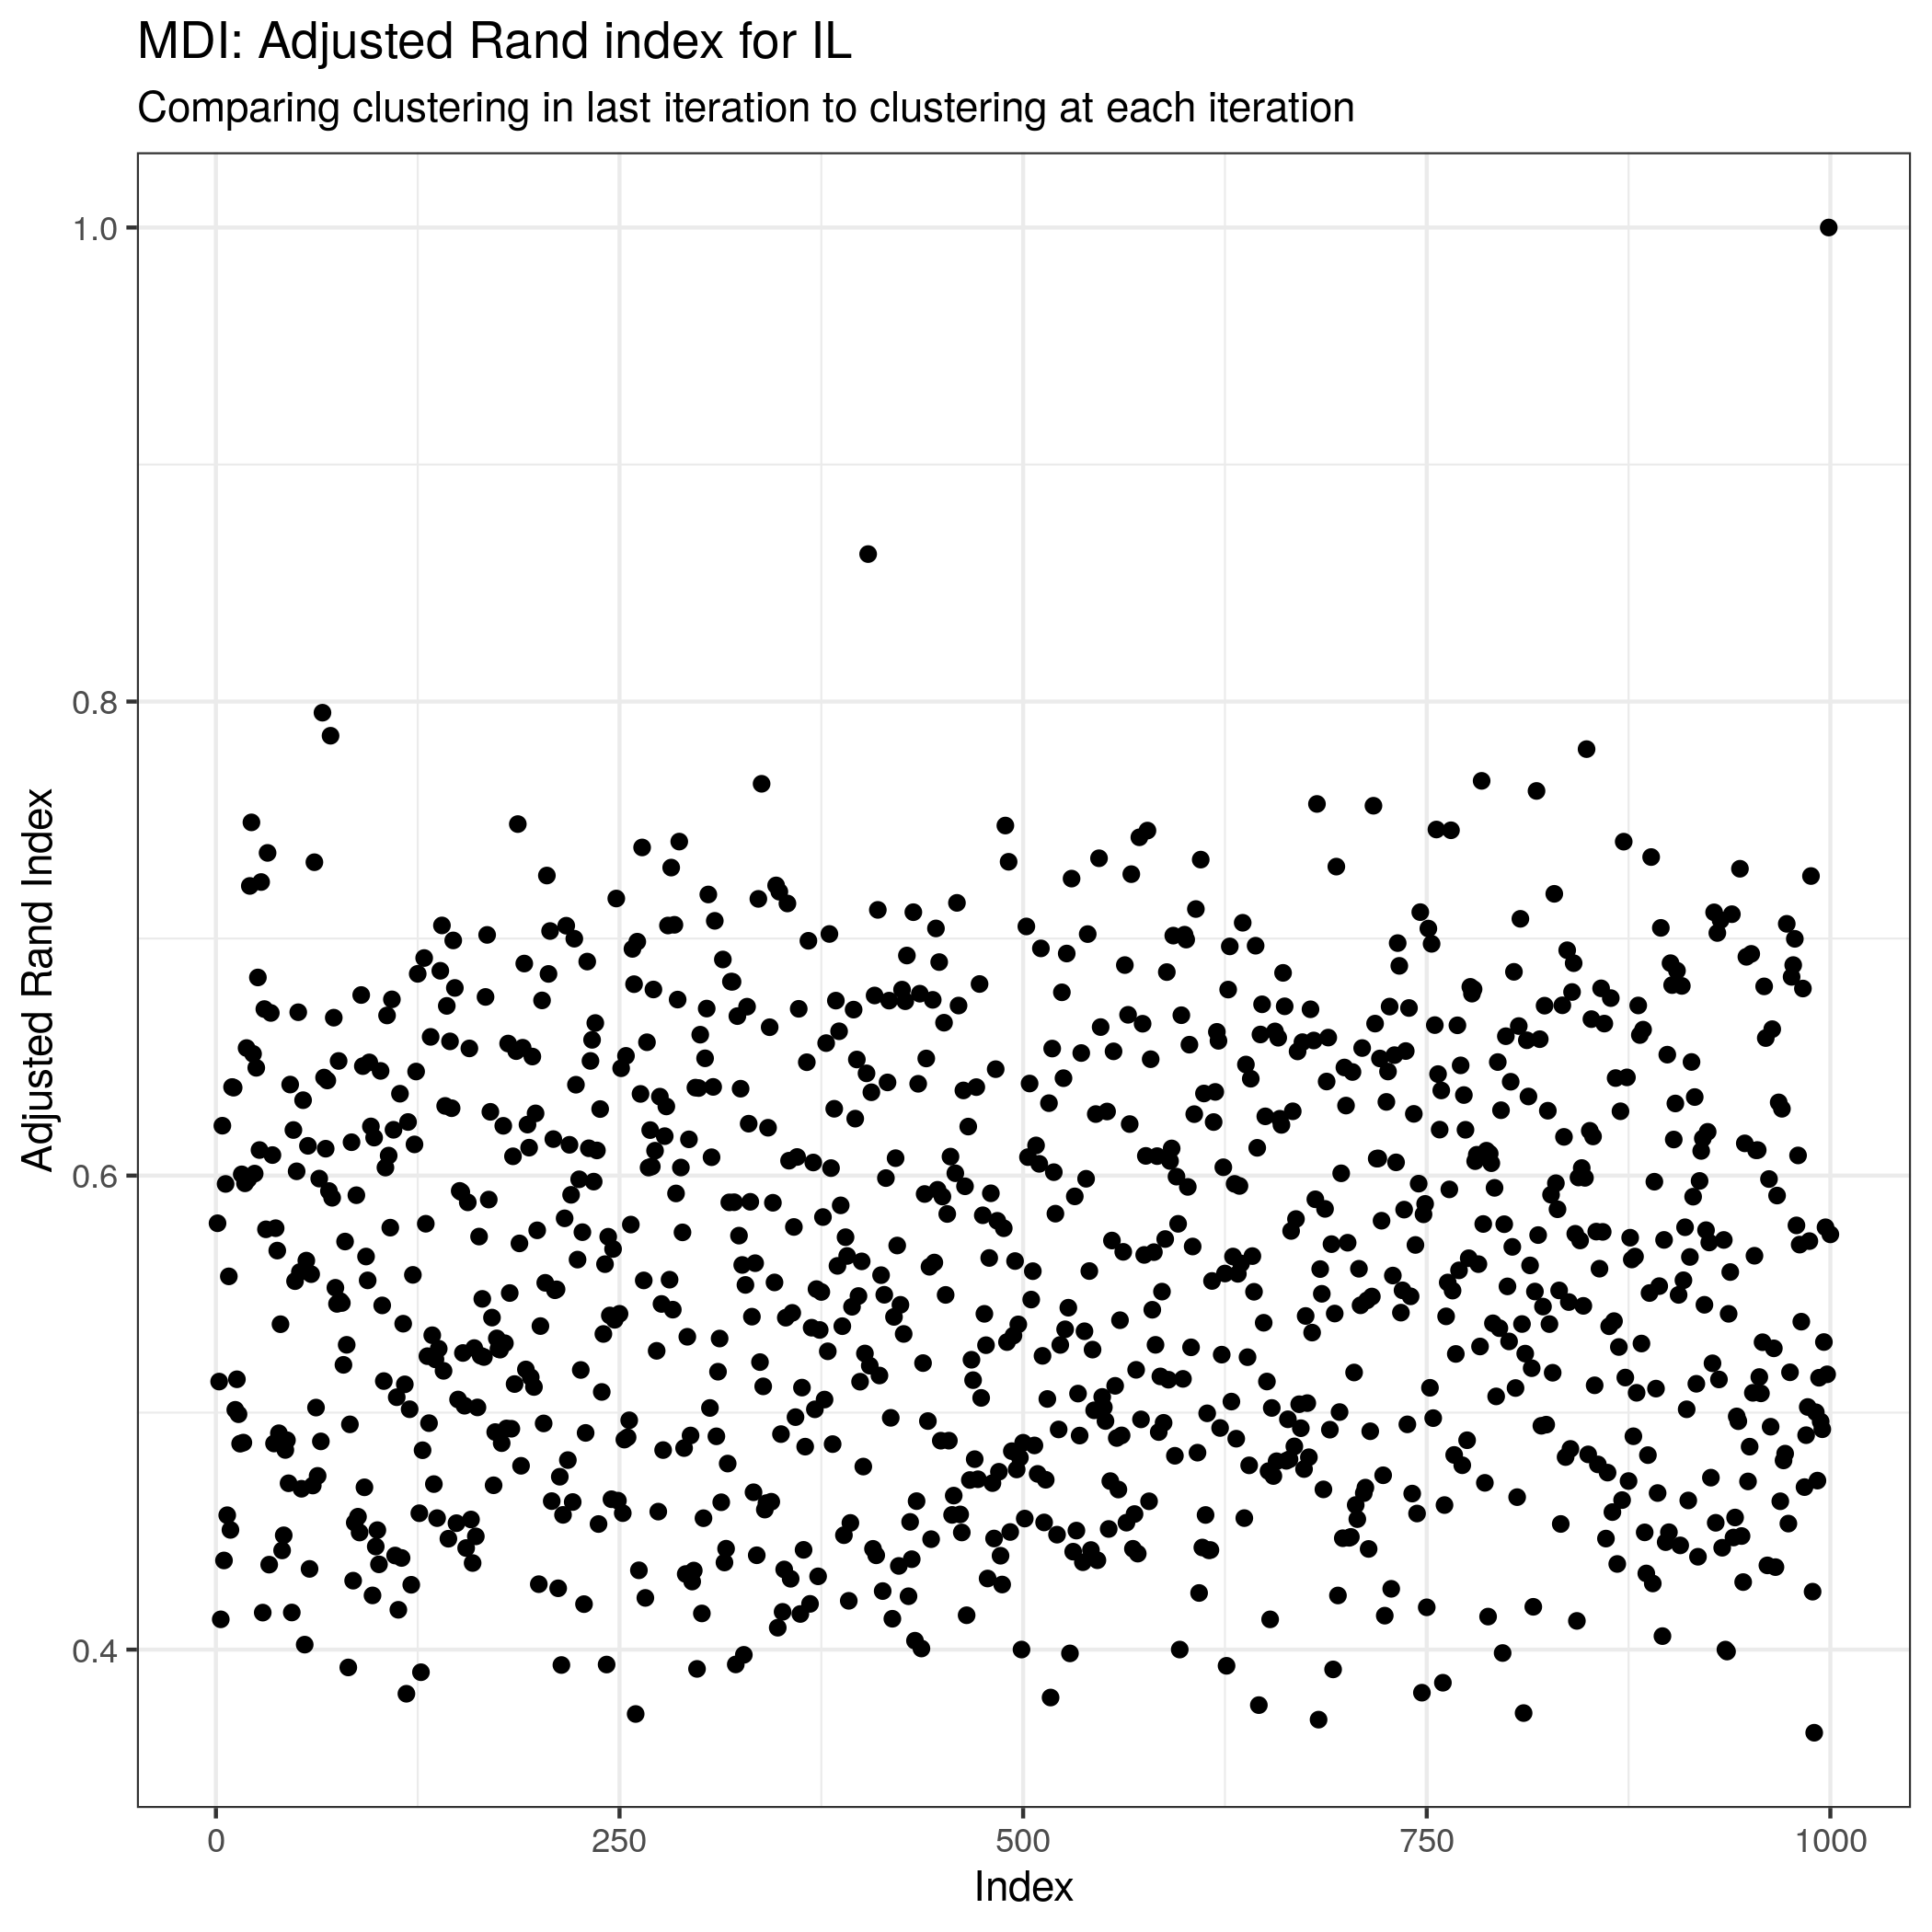 MDI: Adjusted Rand index for IL
Comparing clustering in last iteration to clustering at each iteration
Adjusted Rand Index
1.0
0.8
0.6
0.4
0 250 500 750 1000
Index